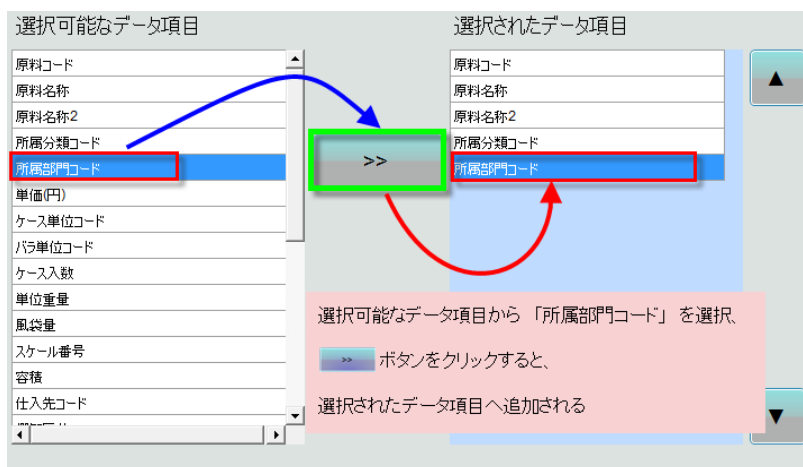 選択可能なデータ項目
原料コード
原料名称
原料名称2
所属分類コード
所属部門コード
単価(円)
ケース単位コード
バラ単位コード
ケース入数
単位重量
風袋量
スケール番号
容積
仕入先コード
>>
選択されたデータ項目
原料コード
原料名称
原料名称2
所属分類コード
所属部門コード
▲
▼
選択可能なデータ項目から 「所属部門コード」 を選択、
>> ボタンをクリックすると、
選択されたデータ項目へ追加される